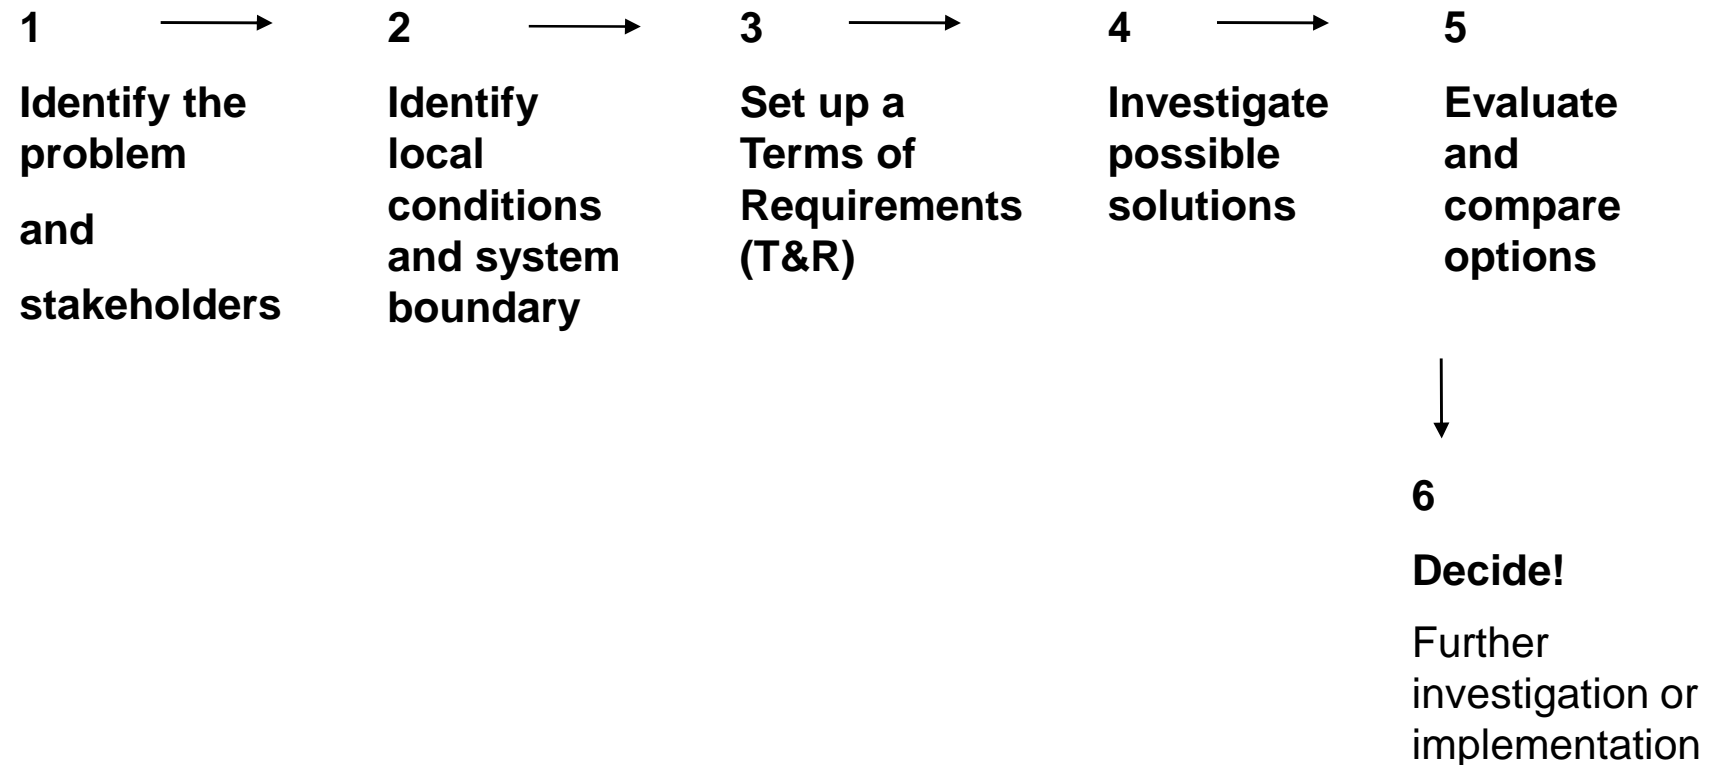 1
Identify the
problem
and
stakeholders
2
Identify
local
conditions
and system
boundary
3
Set up a
Terms of
Requirements
(T&R)
4
Investigate
possible
solutions
5
Evaluate
and
compare
options
6
Decide!
Further
investigation or
implementation